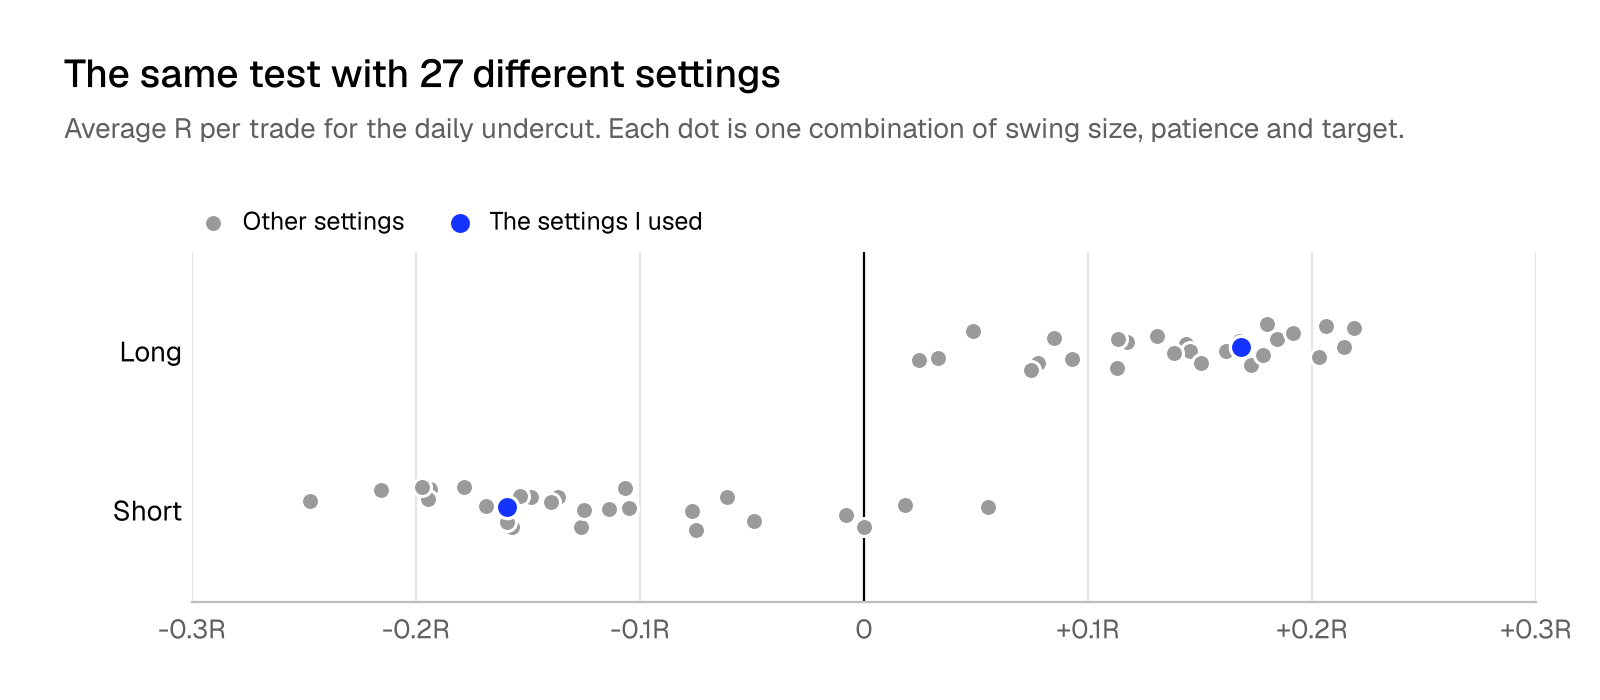 The same test with 27 different settings
Average R per trade for the daily undercut. Each dot is one combination of swing size, patience and target.
Other settings
The settings I used
Long
Short
-0.3R
-0.2R
-0.1R
0
+0.1R
+0.2R
+0.3R